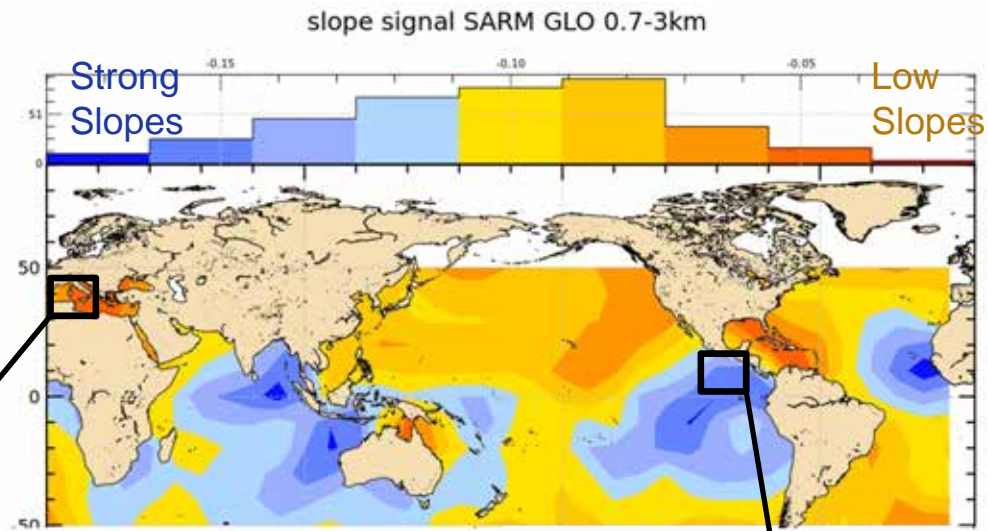 slope signal SARM GLO 0.7-3km
-0.15 -0.10 -0.05
Strong
Slopes
Low
Slopes
51
0
50
0
-50